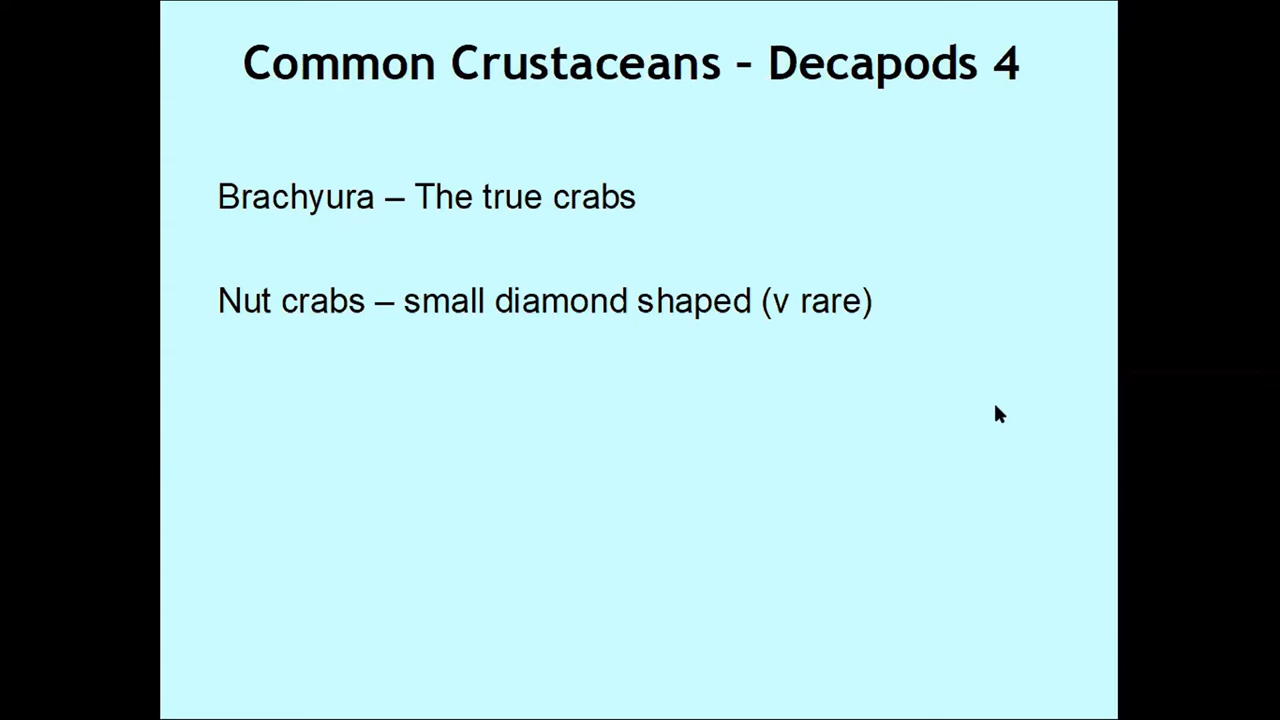 Common Crustaceans – Decapods 4
Brachyura – The true crabs
Nut crabs – small diamond shaped (v rare)